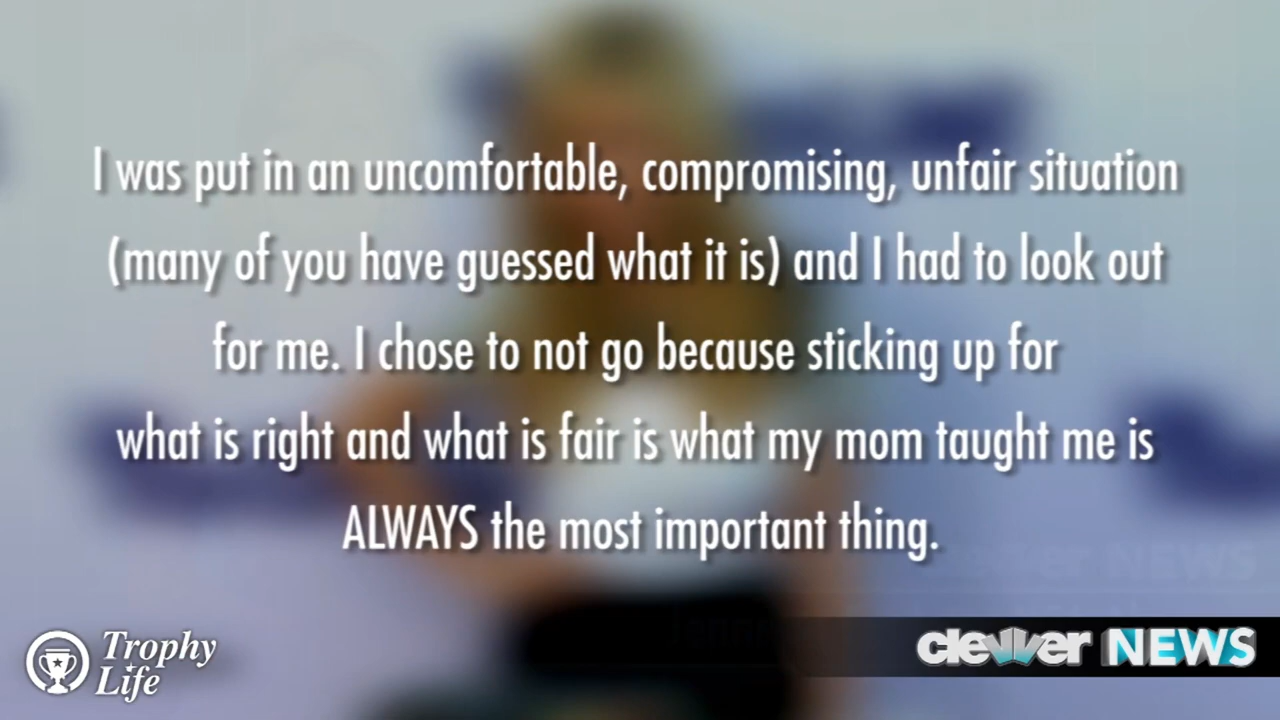 I was put in an uncomfortable, compromising, unfair situation
(many of you have guessed what it is) and I had to look out
for me. I chose to not go because sticking up for
what is right and what is fair is what my mom taught me is
ALWAYS the most important thing.
Trophy
Life
clevver NEWS